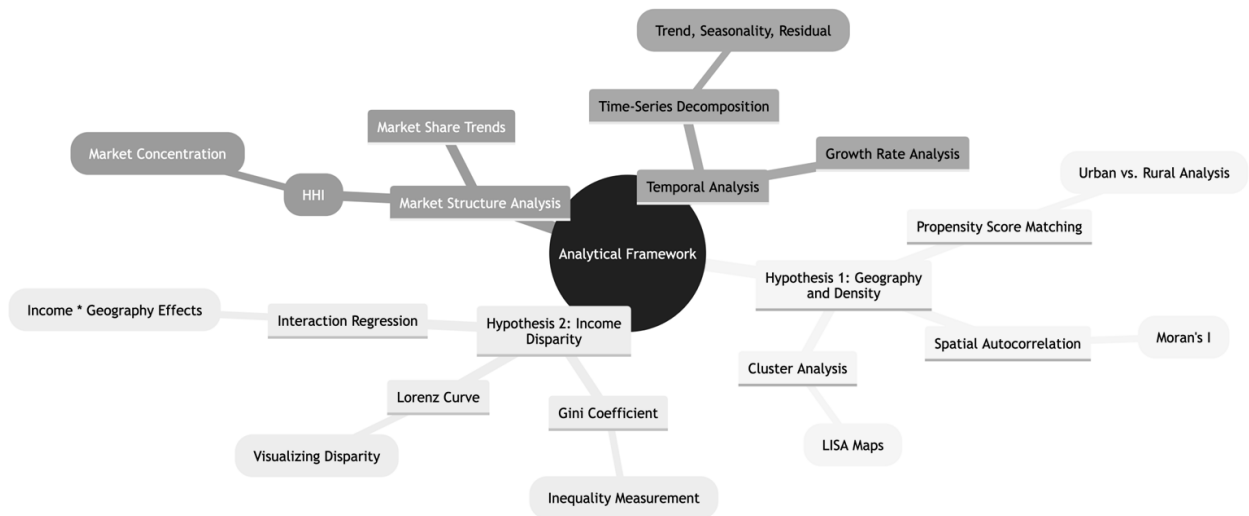 Trend, Seasonality, Residual
Time-Series Decomposition
Market Share Trends
Market Concentration
Growth Rate Analysis
Urban vs. Rural Analysis
HHI
Market Structure Analysis
Temporal Analysis
Propensity Score Matching
Analytical Framework
Hypothesis 1: Geography
and Density
Income * Geography Effects
Interaction Regression
Hypothesis 2: Income
Disparity
Spatial Autocorrelation
Moran's I
Cluster Analysis
Lorenz Curve
Gini Coefficient
Visualizing Disparity
LISA Maps
Inequality Measurement